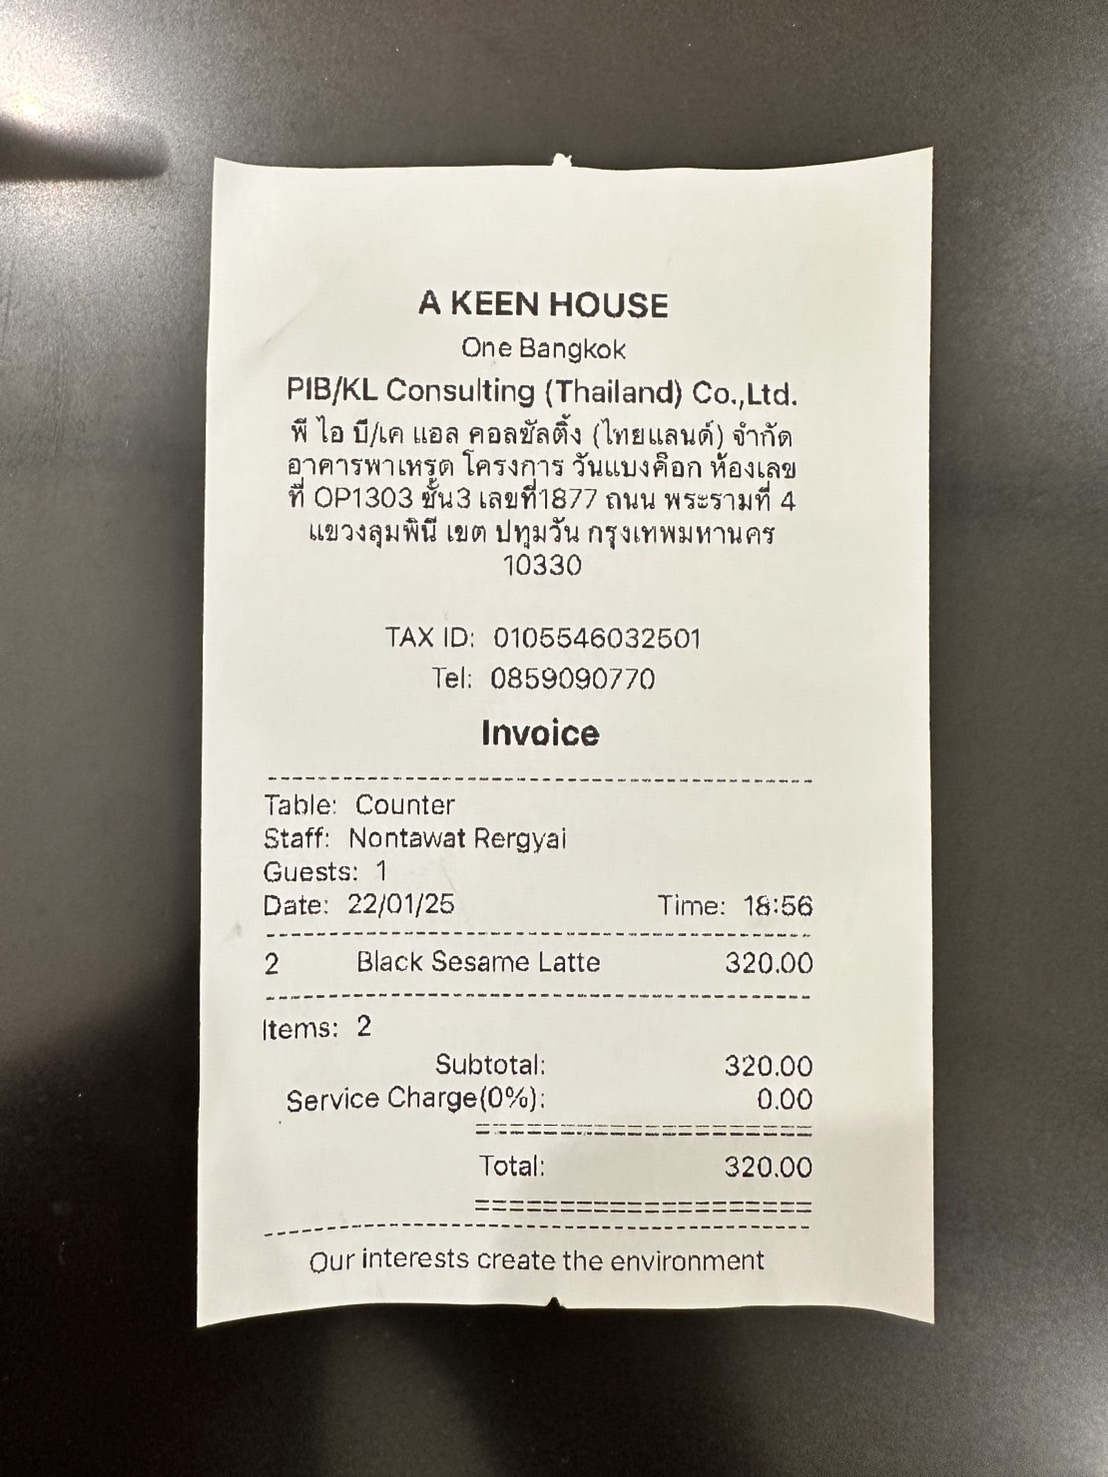 A KEEN HOUSE
One Bangkok
PIB/KL Consulting (Thailand) Co.,Ltd.
พี ไอ บี/เค แอล คอลซัลติ้ง (ไทยแลนด์) จำกัด
อาคารพาเหรด โครงการ วันแบงค็อก ห้องเลข
ที่ OP1303 ชั้น3 เลขที่1877 ถนน พระรามที่ 4
แขวงลุมพินี เขต ปทุมวัน กรุงเทพมหานคร
10330
TAX ID: 0105546032501
Tel: 0859090770
Invoice
Table: Counter
Staff: Nontawat Rergyai
Guests: 1
Date: 22/01/25 Time: 18:56
2 Black Sesame Latte 320.00
Items: 2
Subtotal: 320.00
Service Charge(0%): 0.00
Total: 320.00
Our interests create the environment